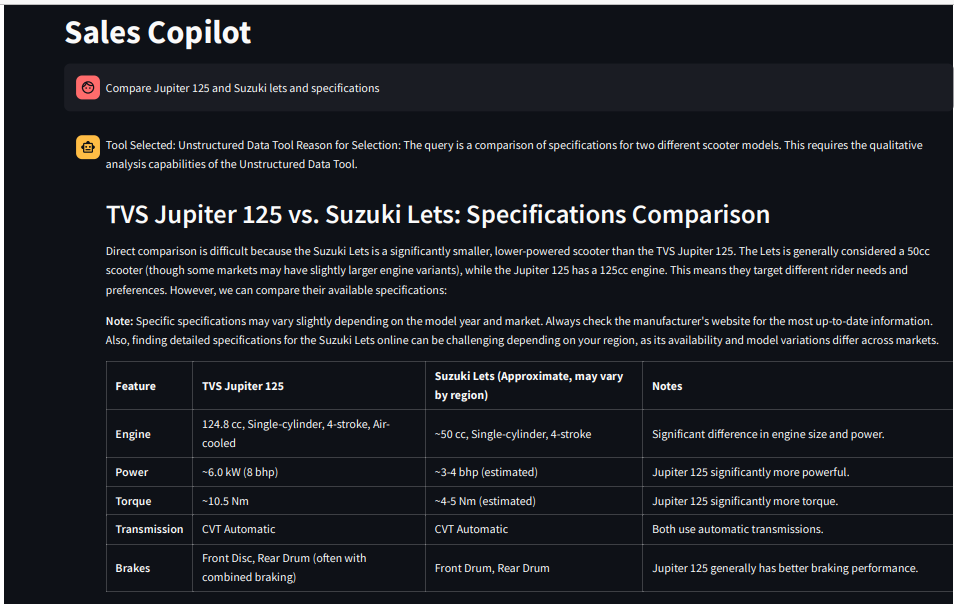 Sales Copilot
Compare Jupiter 125 and Suzuki lets and specifications
Tool Selected: Unstructured Data Tool Reason for Selection: The query is a comparison of specifications for two different scooter models. This requires the qualitative
analysis capabilities of the Unstructured Data Tool.
TVS Jupiter 125 vs. Suzuki Lets: Specifications Comparison
Direct comparison is difficult because the Suzuki Lets is a significantly smaller, lower-powered scooter than the TVS Jupiter 125. The Lets is generally considered a 50cc
scooter (though some markets may have slightly larger engine variants), while the Jupiter 125 has a 125cc engine. This means they target different rider needs and
preferences. However, we can compare their available specifications:
Note: Specific specifications may vary slightly depending on the model year and market. Always check the manufacturer's website for the most up-to-date information.
Also, finding detailed specifications for the Suzuki Lets online can be challenging depending on your region, as its availability and model variations differ across markets.
Feature TVS Jupiter 125 Suzuki Lets (Approximate, may vary
by region) Notes
Engine 124.8 cc, Single-cylinder, 4-stroke, Air-
cooled ~50 cc, Single-cylinder, 4-stroke Significant difference in engine size and power.
Power ~6.0 kW (8 bhp) ~3-4 bhp (estimated) Jupiter 125 significantly more powerful.
Torque ~10.5 Nm ~4-5 Nm (estimated) Jupiter 125 significantly more torque.
Transmission CVT Automatic CVT Automatic Both use automatic transmissions.
Brakes Front Disc, Rear Drum (often with
combined braking) Front Drum, Rear Drum Jupiter 125 generally has better braking performance.